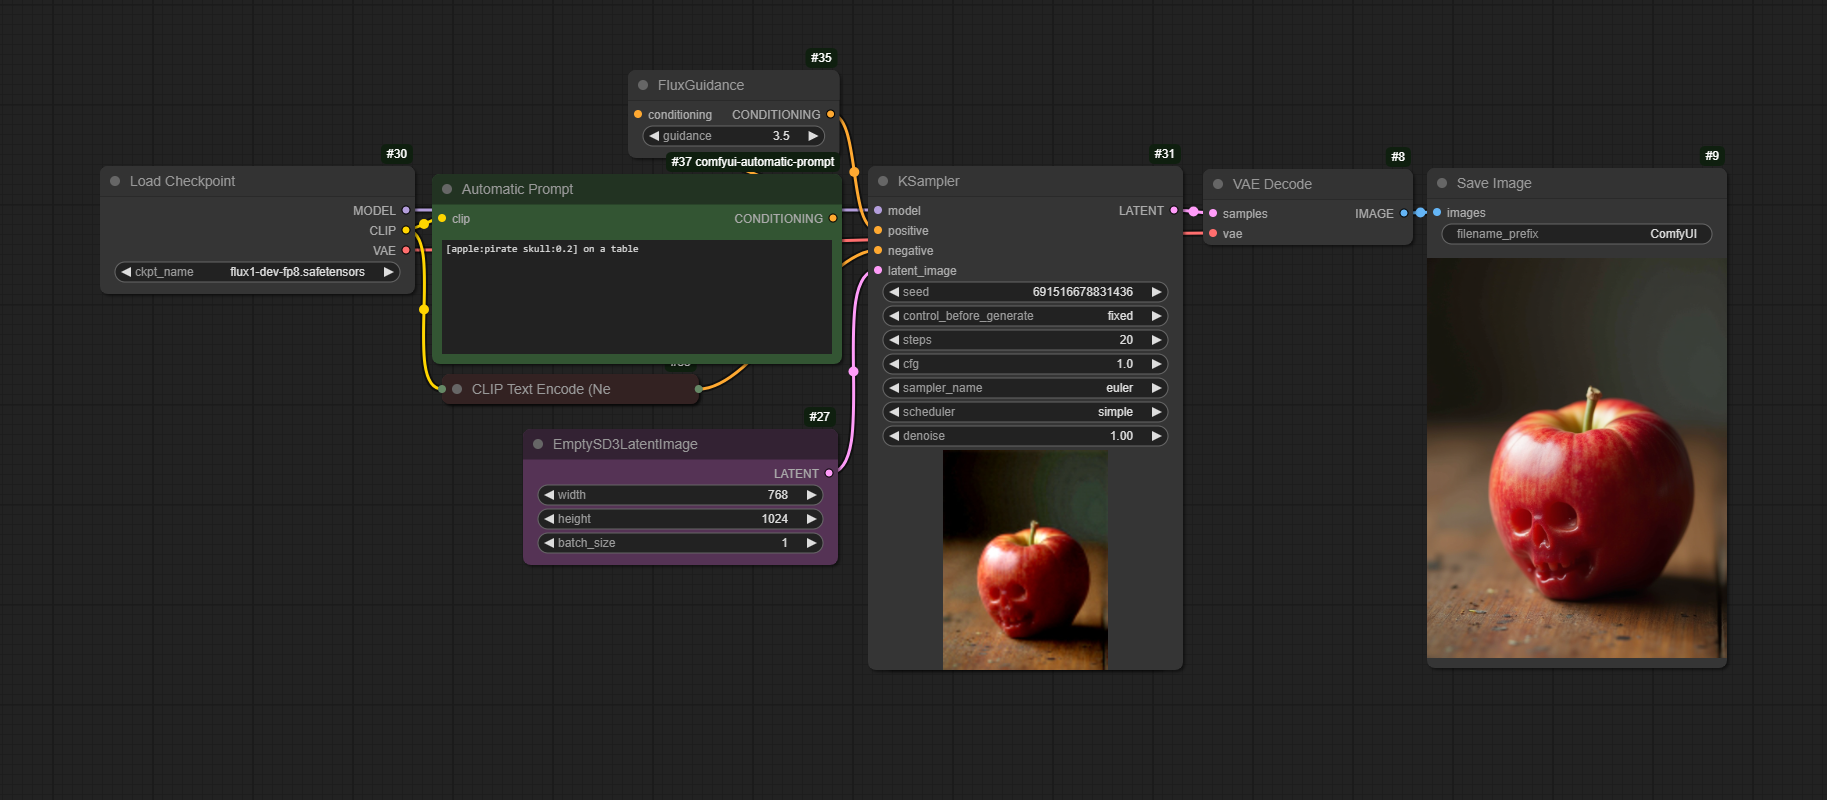 #35
FluxGuidance
conditioning CONDITIONING
guidance 3.5
#30
#37 comfyui-automatic-prompt
#31
#8
#9
Load Checkpoint
MODEL
CLIP
VAE
ckpt_name flux1-dev-fp8.safetensors
Automatic Prompt
clip CONDITIONING
[apple:pirate skull:0.2] on a table
CLIP Text Encode (Ne
#27
EmptySD3LatentImage
LATENT
width 768
height 1024
batch_size 1
KSampler
model LATENT
positive
negative
latent_image
seed 691516678831436
control_before_generate fixed
steps 20
cfg 1.0
sampler_name euler
scheduler simple
denoise 1.00
VAE Decode
samples IMAGE
vae
Save Image
images
filename_prefix ComfyUI